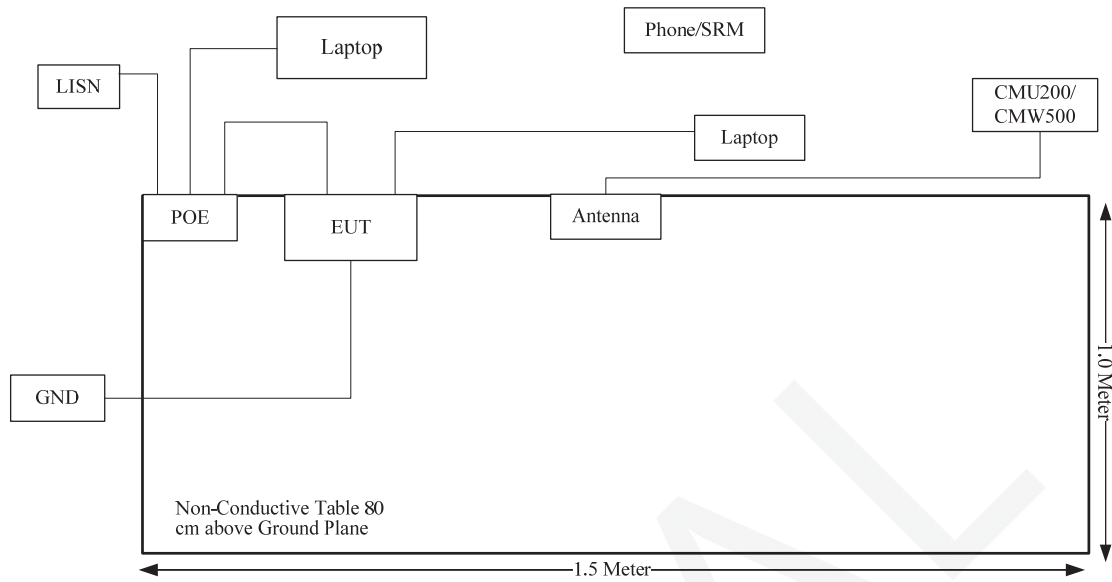 Phone/SRM
Laptop
LISN
CMU200/
CMW500
Laptop
POE
EUT
Antenna
GND
1.0 Meter
Non-Conductive Table 80
cm above Ground Plane
1.5 Meter